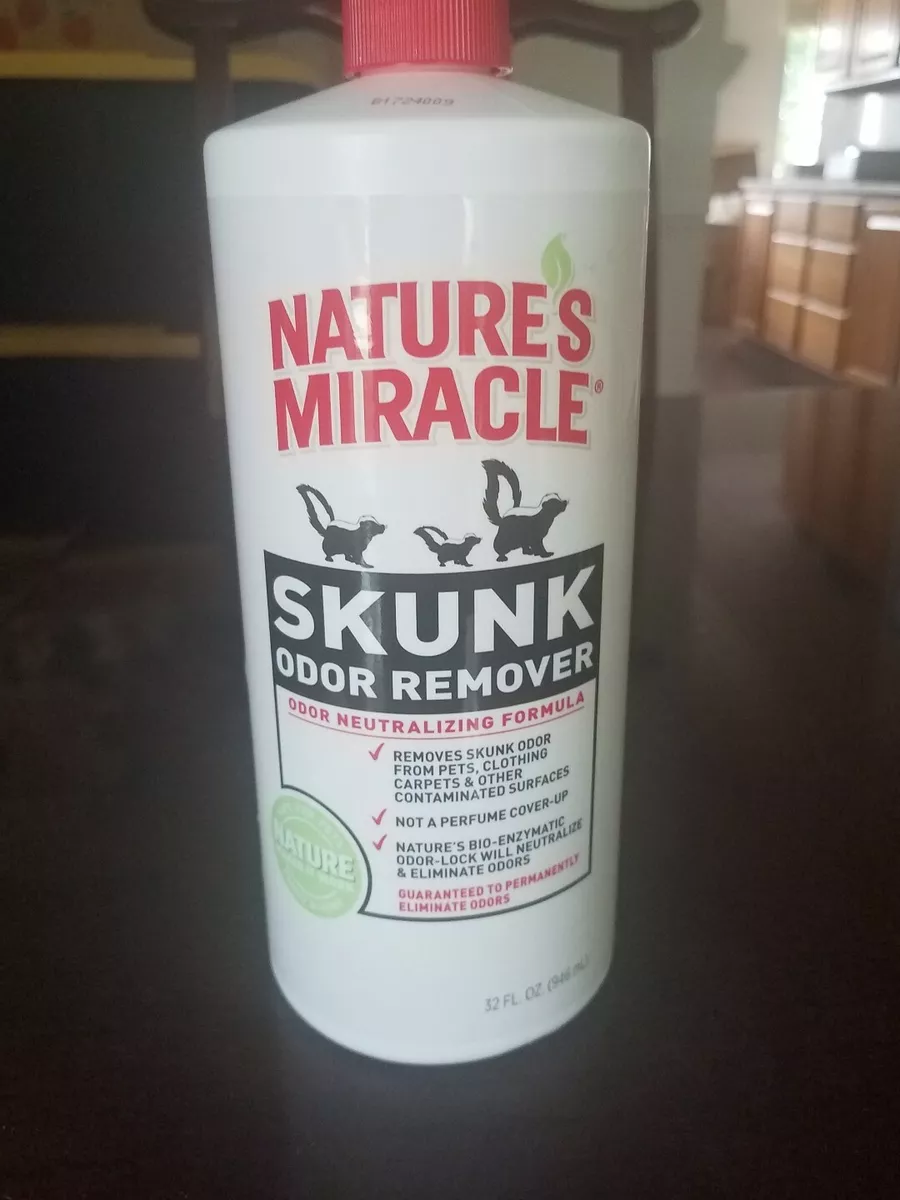 B1724009
NATURE'S
MIRACLE®
SKUNK
ODOR REMOVER
ODOR NEUTRALIZING FORMULA
REMOVES SKUNK ODOR
FROM PETS, CLOTHING
CARPETS & OTHER
CONTAMINATED SURFACES
NOT A PERFUME COVER-UP
NATURE'S BIO-ENZYMATIC
ODOR-LOCK WILL NEUTRALIZE
& ELIMINATE ODORS
GUARANTEED TO PERMANENTLY
ELIMINATE ODORS
NATURE
32 FL. OZ. (946 mL)